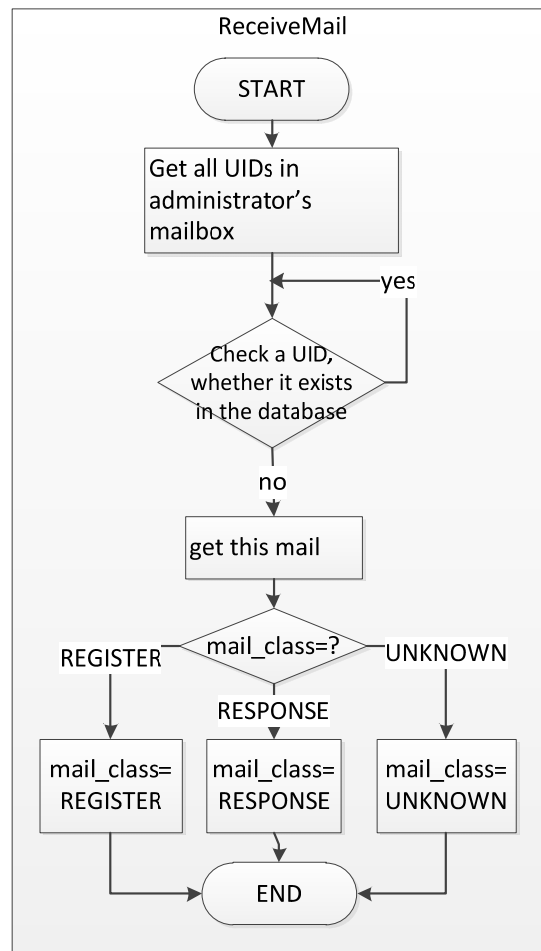 ReceiveMail
START
Get all UIDs in
administrator’s
mailbox
yes
Check a UID,
whether it exists
in the database
no
get this mail
mail_class=?
REGISTER
UNKNOWN
RESPONSE
mail_class=
REGISTER
mail_class=
RESPONSE
mail_class=
UNKNOWN
END